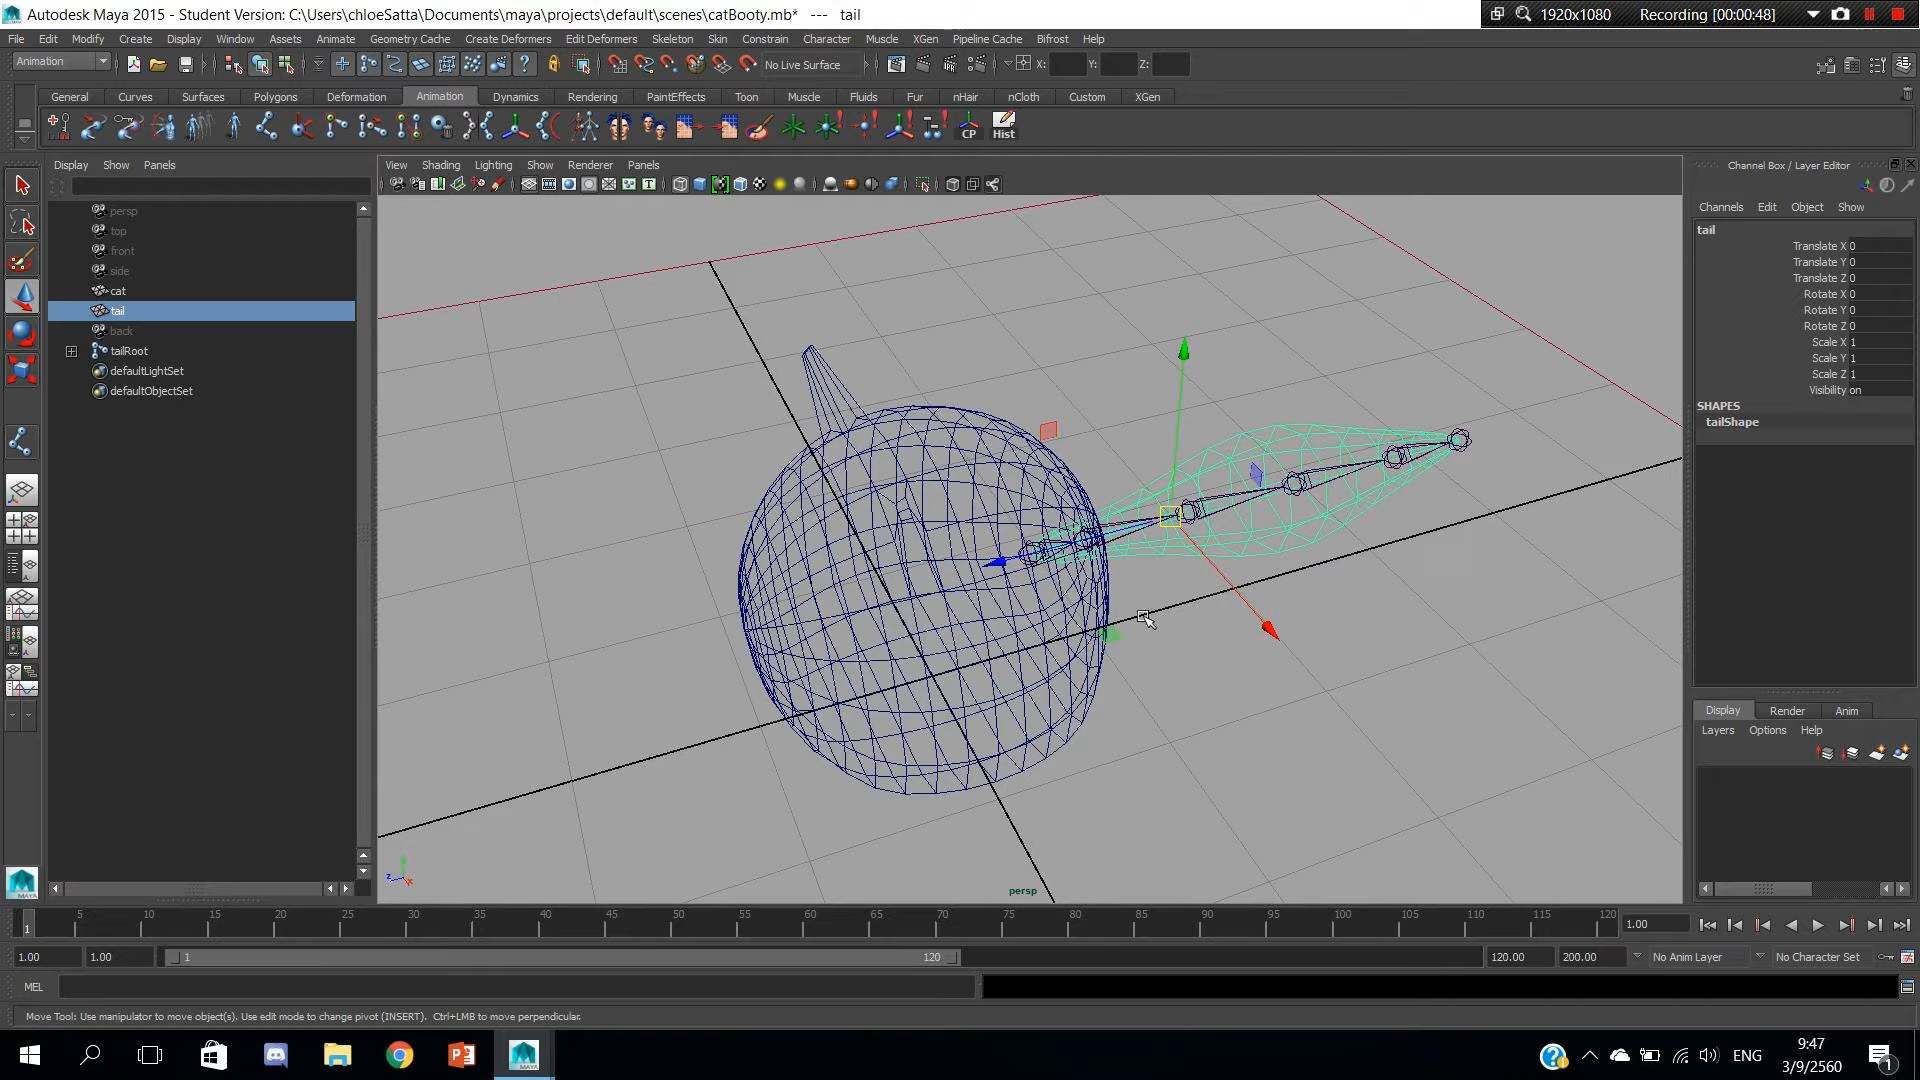 Autodesk Maya 2015 - Student Version: C:\Users\chloeSatta\Documents\maya\projects\default\scenes\catBooty.mb*   ---   tail
1920x1080 Recording [00:00:48]
File Edit Modify Create Display Window Assets Animate Geometry Cache Create Deformers Edit Deformers Skeleton Skin Constrain Character Muscle XGen Pipeline Cache Bifrost Help
Animation No Live Surface X: Y: Z:
General Curves Surfaces Polygons Deformation Animation Dynamics Rendering PaintEffects Toon Muscle Fluids Fur nHair nCloth Custom XGen
CP Hist
Display Show Panels
View Shading Lighting Show Renderer Panels
Channel Box / Layer Editor
Channels Edit Object Show
persp
top
front
side
cat
tail
back
tailRoot
defaultLightSet
defaultObjectSet
tail
Translate X 0
Translate Y 0
Translate Z 0
Rotate X 0
Rotate Y 0
Rotate Z 0
Scale X 1
Scale Y 1
Scale Z 1
Visibility on
SHAPES
tailShape
Display Render Anim
Layers Options Help
z x
persp
MAYA
5 10 15 20 25 30 35 40 45 50 55 60 65 70 75 80 85 90 95 100 105 110 115 120
1 1.00
1.00 1.00 1 120 120.00 200.00 No Anim Layer No Character Set
MEL
Move Tool: Use manipulator to move object(s). Use edit mode to change pivot (INSERT). Ctrl+LMB to move perpendicular.
ENG 9:47
3/9/2560
1